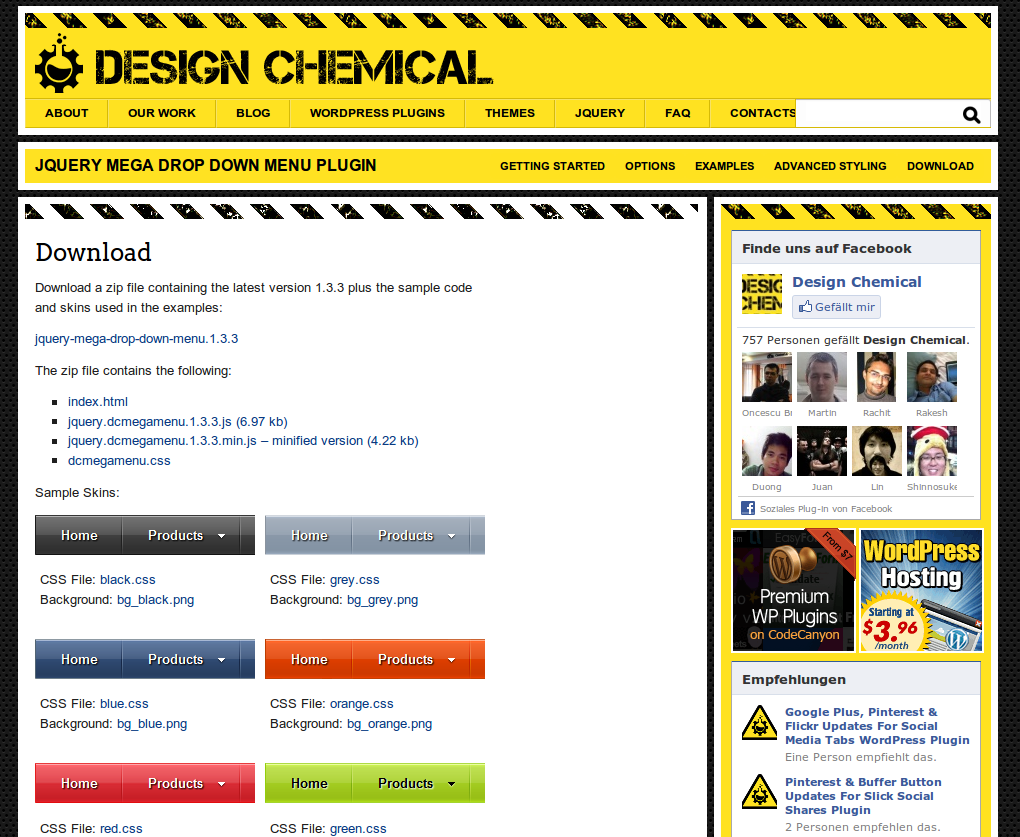 DESIGN CHEMICAL
ABOUT OUR WORK BLOG WORDPRESS PLUGINS THEMES JQUERY FAQ CONTACTS
JQUERY MEGA DROP DOWN MENU PLUGIN
GETTING STARTED OPTIONS EXAMPLES ADVANCED STYLING DOWNLOAD
Download
Download a zip file containing the latest version 1.3.3 plus the sample code
and skins used in the examples:
jquery-mega-drop-down-menu.1.3.3
The zip file contains the following:
index.html
jquery.dcmegamenu.1.3.3.js (6.97 kb)
jquery.dcmegamenu.1.3.3.min.js – minified version (4.22 kb)
dcmegamenu.css
Sample Skins:
Home Products
Home Products
CSS File: black.css
Background: bg_black.png
CSS File: grey.css
Background: bg_grey.png
Home Products
Home Products
CSS File: blue.css
Background: bg_blue.png
CSS File: orange.css
Background: bg_orange.png
Home Products
Home Products
CSS File: red.css
CSS File: green.css
Finde uns auf Facebook
Design Chemical
Gefällt mir
757 Personen gefällt Design Chemical.
Oncescu Martin Rachit Rakesh
Duong Juan Lin Shinnosuke
Soziales Plug-in von Facebook
From $7
Premium
WP Plugins
on CodeCanyon
WordPress
Hosting
Starting at
$3.96
/month
Empfehlungen
Google Plus, Pinterest &
Flickr Updates For Social
Media Tabs WordPress Plugin
Eine Person empfiehlt das.
Pinterest & Buffer Button
Updates For Slick Social
Shares Plugin
2 Personen empfehlen das.